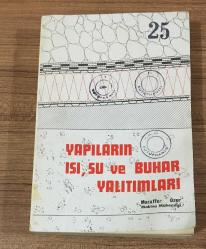 25
YAPILARIN
ISI, SU ve BUHAR
YALITIMLARI
Muzaffer Özer
(Makina Mühendisi)